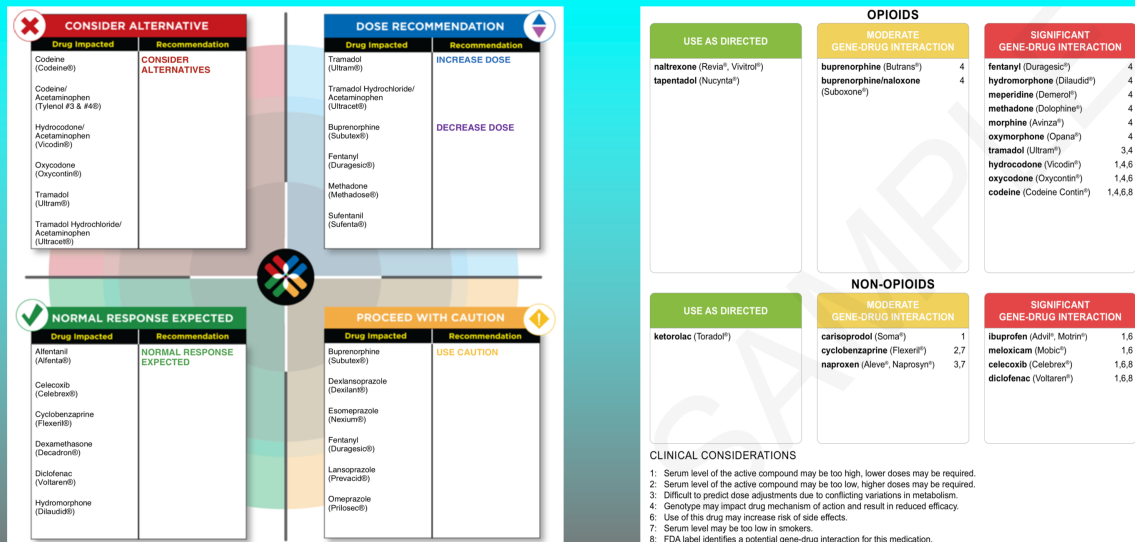 CONSIDER ALTERNATIVE
Drug Impacted Recommendation
Codeine CONSIDER
(Codeine®) ALTERNATIVES
Codeine/
Acetaminophen
(Tylenol #3 & #4®)
Hydrocodone/
Acetaminophen
(Vicodin®)
Oxycodone
(Oxycontin®)
Tramadol
(Ultram®)
Tramadol Hydrochloride/
Acetaminophen
(Ultracet®)
DOSE RECOMMENDATION
Drug Impacted Recommendation
Tramadol INCREASE DOSE
(Ultram®)
Tramadol Hydrochloride/
Acetaminophen
(Ultracet®)
Buprenorphine DECREASE DOSE
(Subutex®)
Fentanyl
(Duragesic®)
Methadone
(Methadose®)
Sufentanil
(Sufenta®)
NORMAL RESPONSE EXPECTED
Drug Impacted Recommendation
Alfentanil NORMAL RESPONSE
(Alfenta®) EXPECTED
Celecoxib
(Celebrex®)
Cyclobenzaprine
(Flexeril®)
Dexamethasone
(Decadron®)
Diclofenac
(Voltaren®)
Hydromorphone
(Dilaudid®)
PROCEED WITH CAUTION
Drug Impacted Recommendation
Buprenorphine USE CAUTION
(Subutex®)
Dexlansoprazole
(Dexilant®)
Esomeprazole
(Nexium®)
Fentanyl
(Duragesic®)
Lansoprazole
(Prevacid®)
Omeprazole
(Prilosec®)
OPIOIDS
USE AS DIRECTED
naltrexone (Revia®, Vivitrol®)
tapentadol (Nucynta®)
MODERATE
GENE-DRUG INTERACTION
buprenorphine (Butrans®) 4
buprenorphine/naloxone 4
(Suboxone®)
SIGNIFICANT
GENE-DRUG INTERACTION
fentanyl (Duragesic®) 4
hydromorphone (Dilaudid®) 4
meperidine (Demerol®) 4
methadone (Dolophine®) 4
morphine (Avinza®) 4
oxymorphone (Opana®) 4
tramadol (Ultram®) 3,4
hydrocodone (Vicodin®) 1,4,6
oxycodone (Oxycontin®) 1,4,6
codeine (Codeine Contin®) 1,4,6,8
NON-OPIOIDS
USE AS DIRECTED
ketorolac (Toradol®)
MODERATE
GENE-DRUG INTERACTION
carisoprodol (Soma®) 1
cyclobenzaprine (Flexeril®) 2,7
naproxen (Aleve®, Naprosyn®) 3,7
SIGNIFICANT
GENE-DRUG INTERACTION
ibuprofen (Advil®, Motrin®) 1,6
meloxicam (Mobic®) 1,6
celecoxib (Celebrex®) 1,6,8
diclofenac (Voltaren®) 1,6,8
CLINICAL CONSIDERATIONS
1: Serum level of the active compound may be too high, lower doses may be required.
2: Serum level of the active compound may be too low, higher doses may be required.
3: Difficult to predict dose adjustments due to conflicting variations in metabolism.
4: Genotype may impact drug mechanism of action and result in reduced efficacy.
6: Use of this drug may increase risk of side effects.
7: Serum level may be too low in smokers.
8: FDA label identifies a potential gene-drug interaction for this medication.
SAMPLE